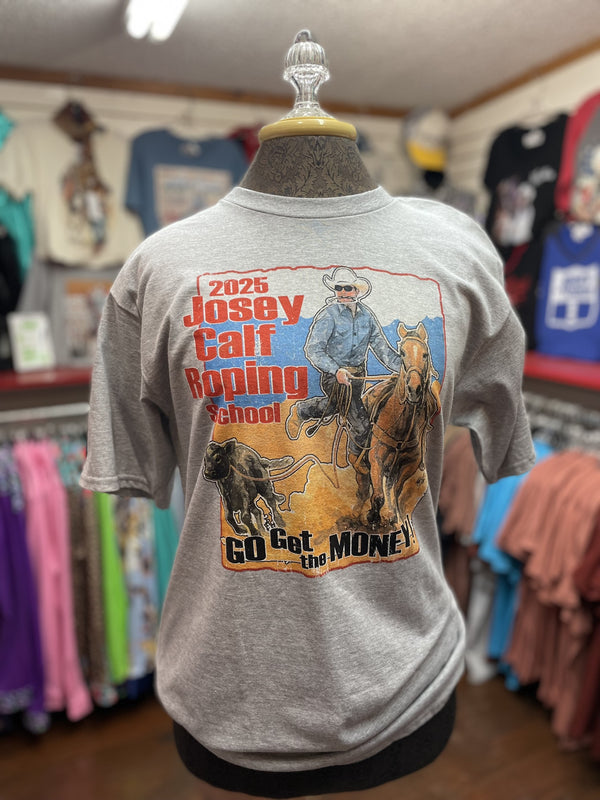 2025
Josey
Calf
Roping
School
GO Get the MONEY!